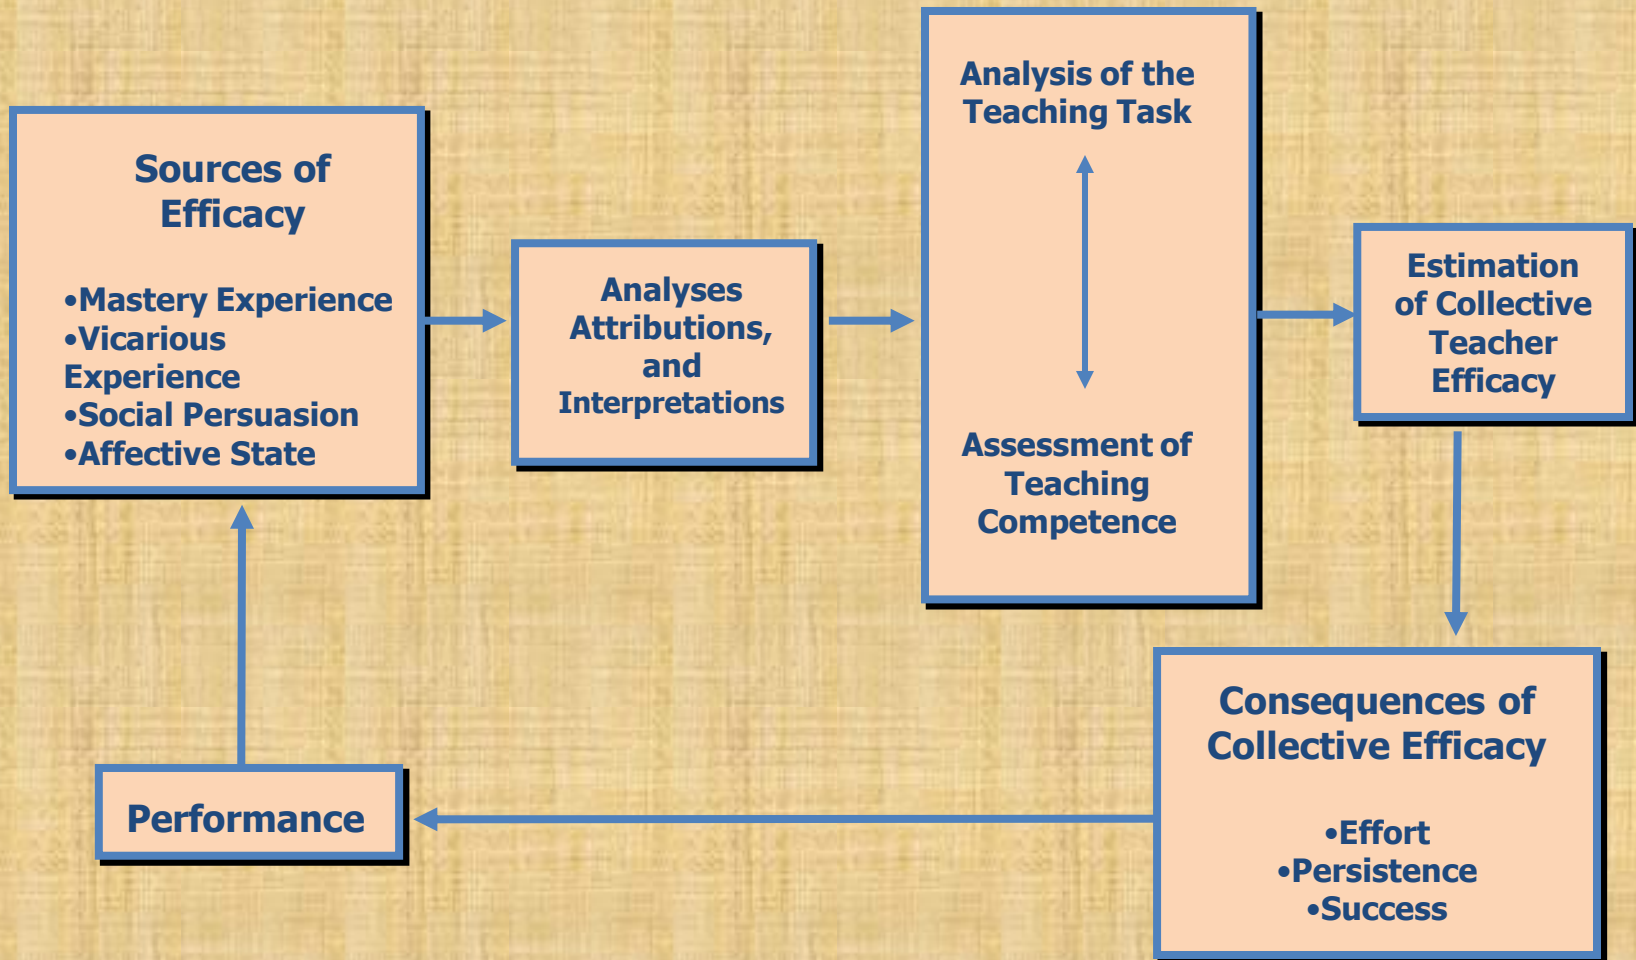 Sources of
Efficacy
•Mastery Experience
•Vicarious
Experience
•Social Persuasion
•Affective State
Analyses
Attributions,
and
Interpretations
Analysis of the
Teaching Task
Assessment of
Teaching
Competence
Estimation
of Collective
Teacher
Efficacy
Consequences of
Collective Efficacy
•Effort
•Persistence
•Success
Performance